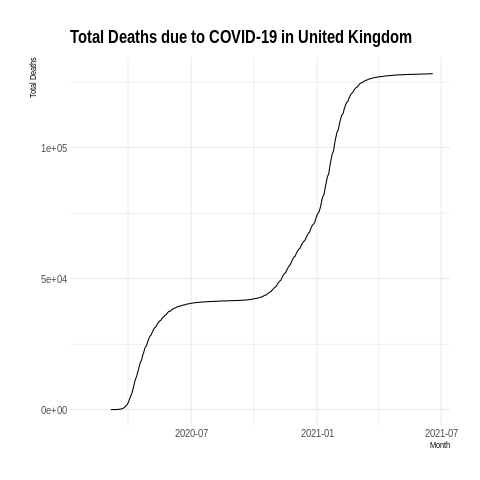 Total Deaths due to COVID-19 in United Kingdom
Total Deaths
1e+05
5e+04
0e+00
2020-07
2021-01
2021-07
Month